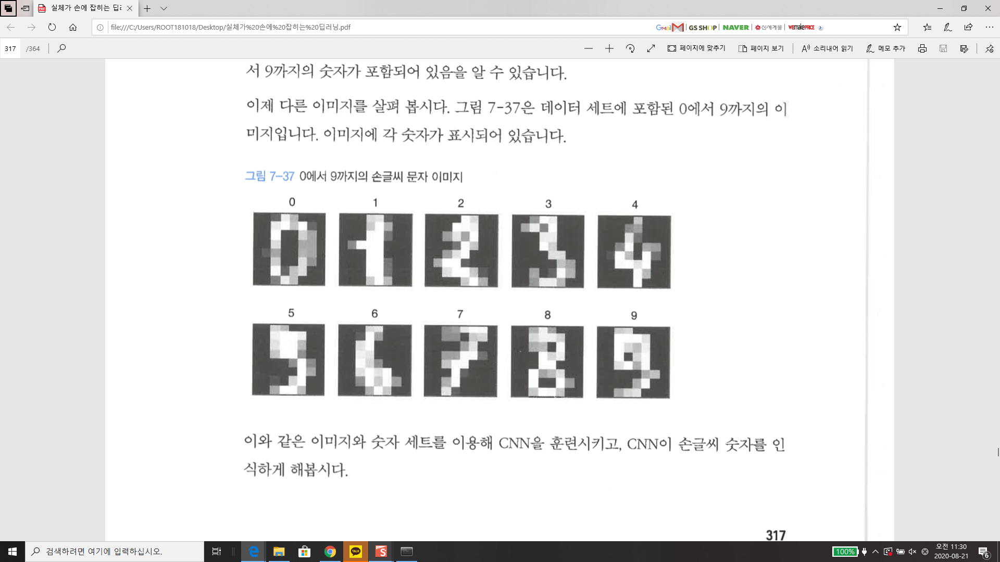 실체가 손에 잡히는 딥러
file:///C:/Users/ROOT181018/Desktop/실체가%20손에%20잡히는%20딥러닝.pdf
Gmail GS SHOP NAVER 신세계몰 WEMAKEPRICE
317 /364 페이지에 맞추기 페이지 보기 소리내어 읽기 메모 추가
서 9까지의 숫자가 포함되어 있음을 알 수 있습니다.
이제 다른 이미지를 살펴 봅시다. 그림 7-37은 데이터 세트에 포함된 0에서 9까지의 이
미지입니다. 이미지에 각 숫자가 표시되어 있습니다.
그림 7-37 0에서 9까지의 손글씨 문자 이미지
0 1 2 3 4
5 6 7 8 9
이와 같은 이미지와 숫자 세트를 이용해 CNN을 훈련시키고, CNN이 손글씨 숫자를 인
식하게 해봅시다.
317
검색하려면 여기에 입력하십시오.
TALK
100%
오전 11:30
2020-08-21
6